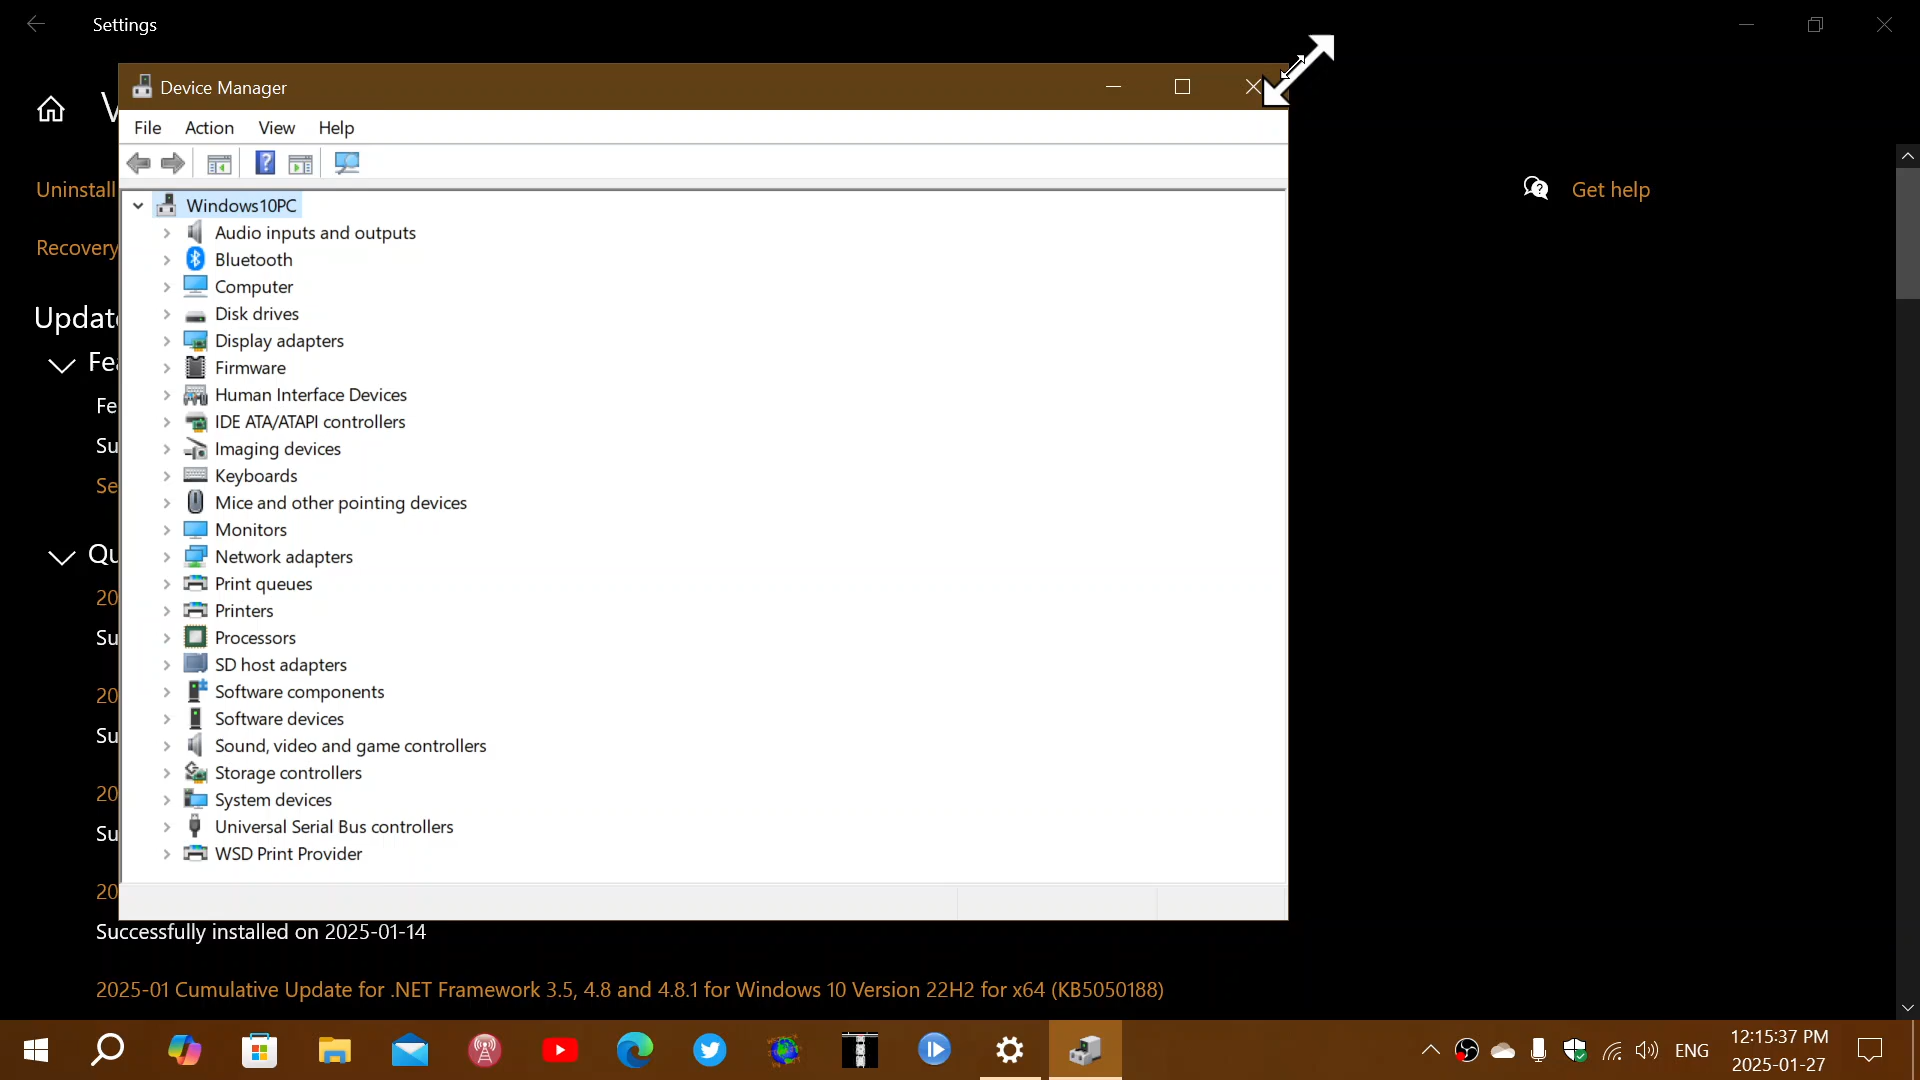 Settings
Device Manager
File Action View Help
Windows10PC
Audio inputs and outputs
Bluetooth
Computer
Disk drives
Display adapters
Firmware
Human Interface Devices
IDE ATA/ATAPI controllers
Imaging devices
Keyboards
Mice and other pointing devices
Monitors
Network adapters
Print queues
Printers
Processors
SD host adapters
Software components
Software devices
Sound, video and game controllers
Storage controllers
System devices
Universal Serial Bus controllers
WSD Print Provider
Uninstall
Recovery
Get help
Successfully installed on 2025-01-14
2025-01 Cumulative Update for .NET Framework 3.5, 4.8 and 4.8.1 for Windows 10 Version 22H2 for x64 (KB5050188)
ENG
12:15:37 PM
2025-01-27